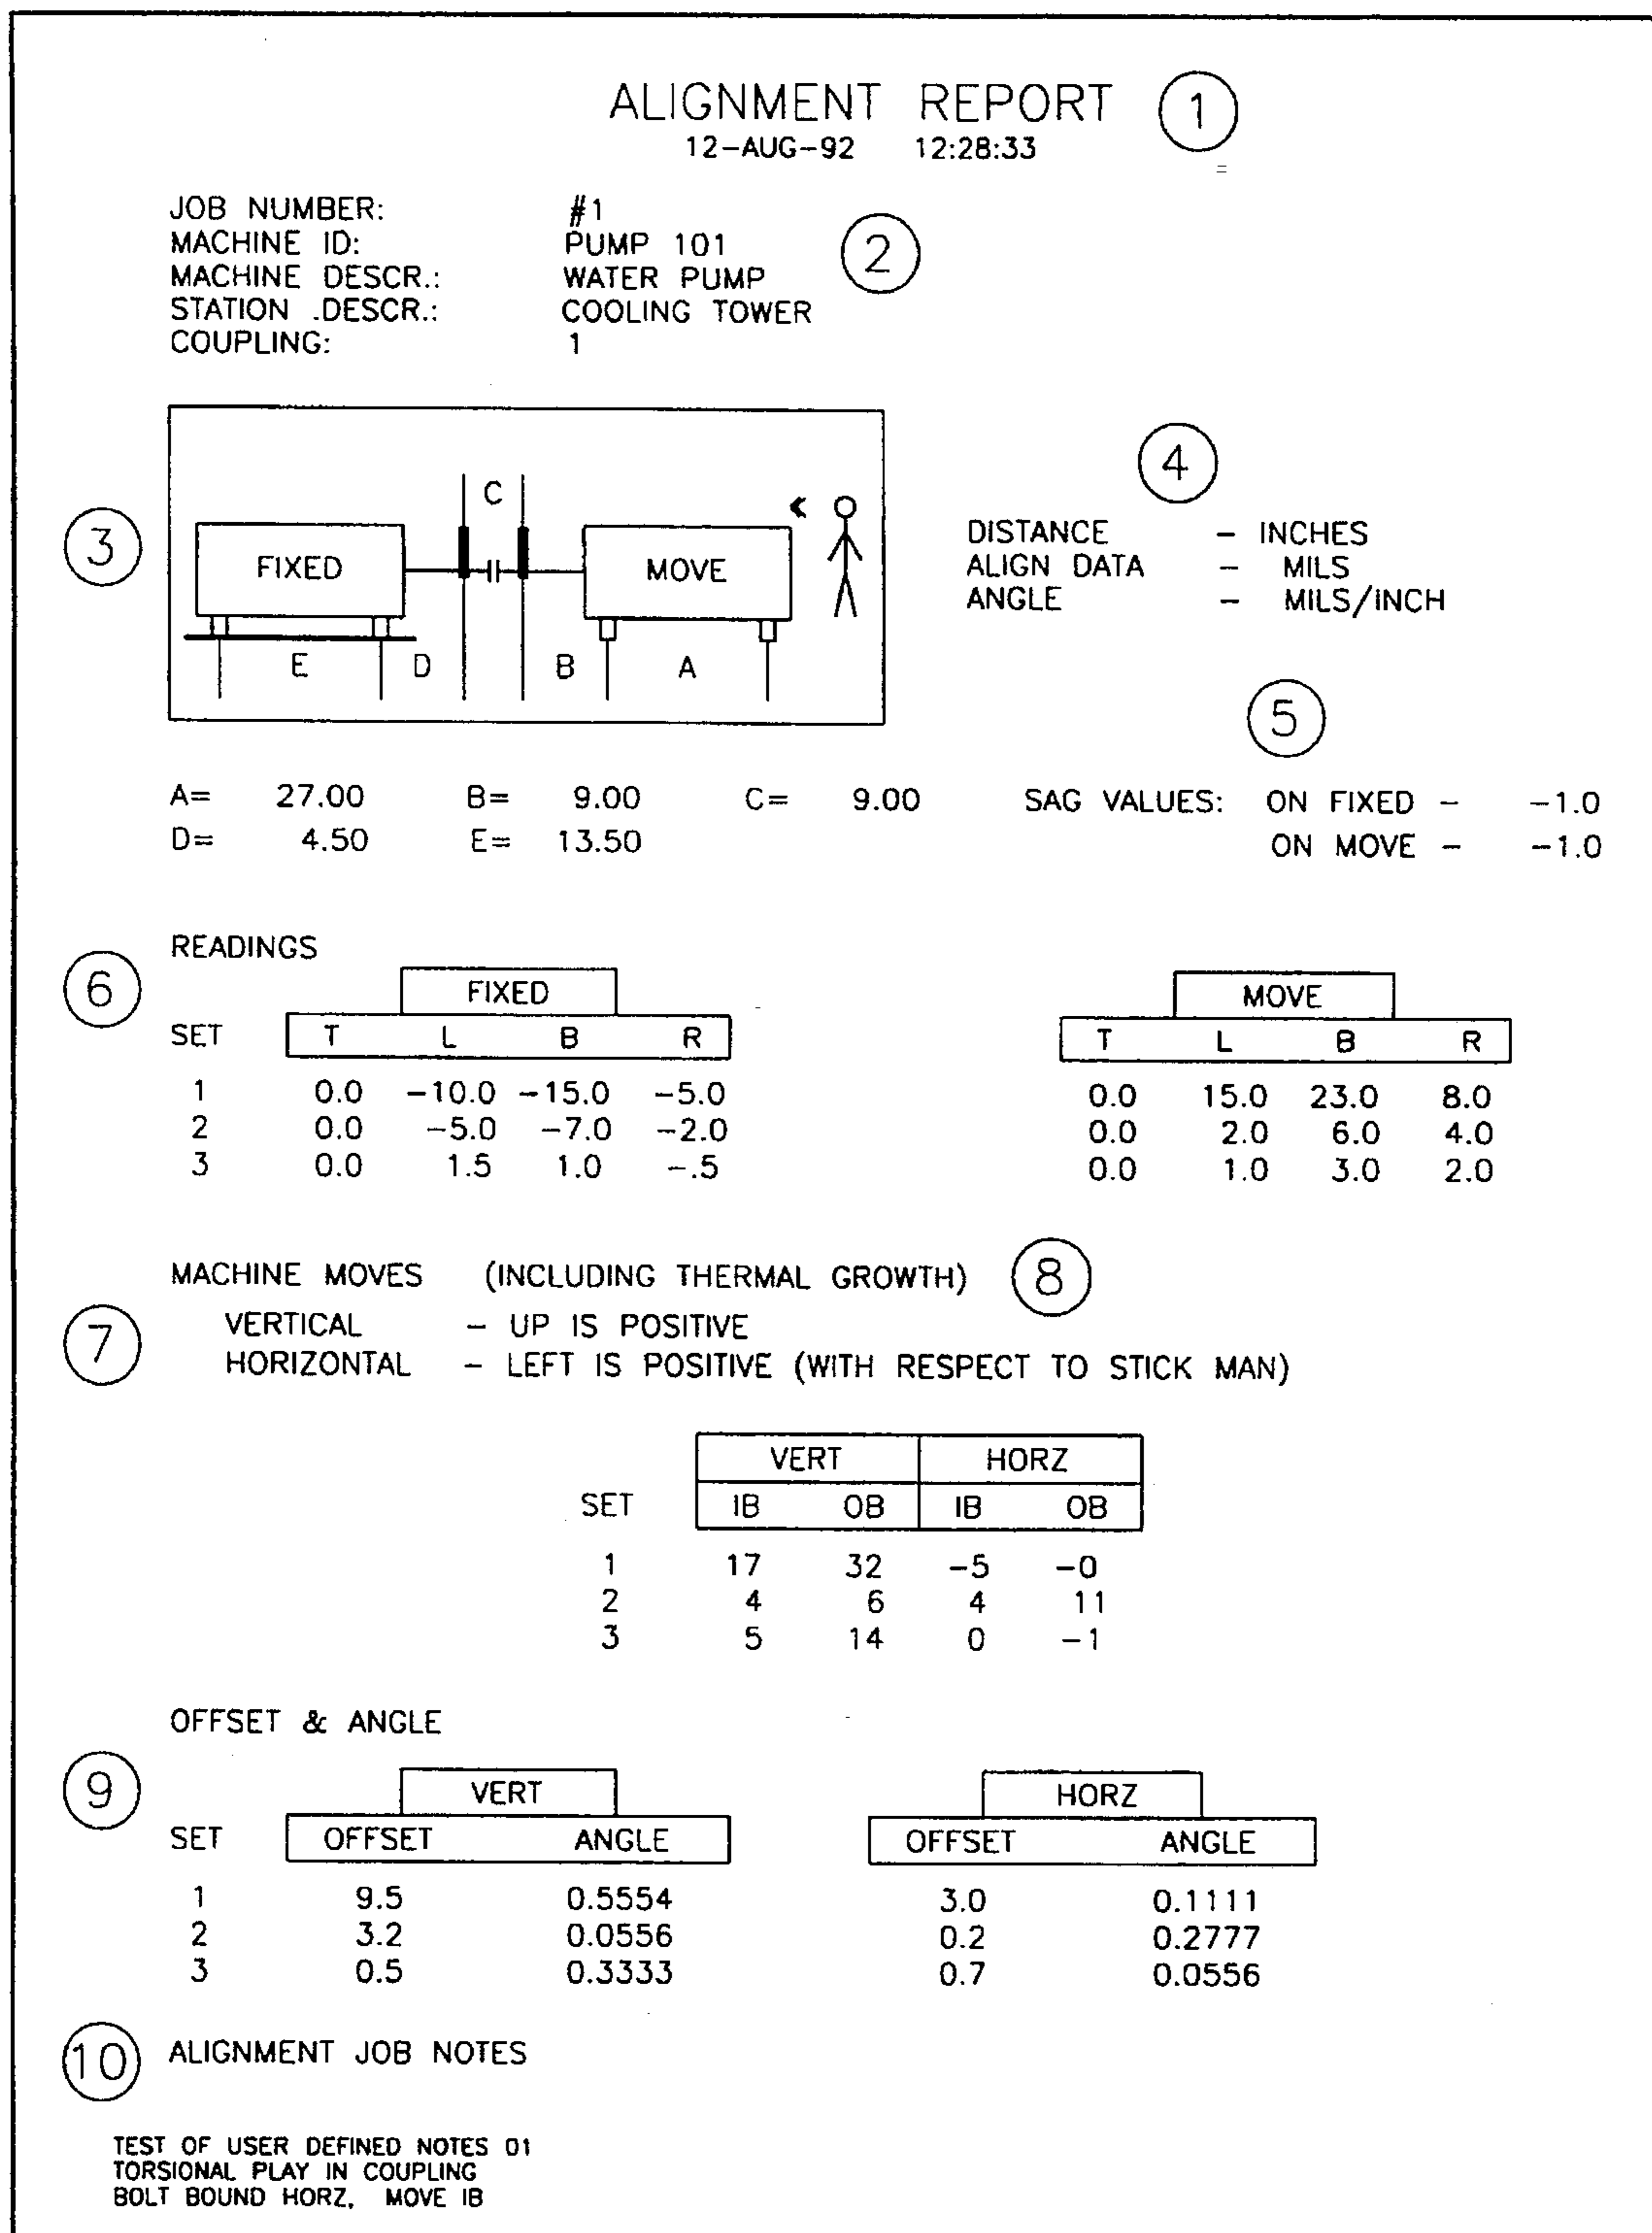 ALIGNMENT REPORT 1
12-AUG-92 12:28:33
JOB NUMBER: #1
MACHINE ID: PUMP 101 2
MACHINE DESCR.: WATER PUMP
STATION .DESCR.: COOLING TOWER
COUPLING: 1
3
C
FIXED MOVE
E D B A
4
DISTANCE - INCHES
ALIGN DATA - MILS
ANGLE - MILS/INCH
5
A= 27.00 B= 9.00 C= 9.00 SAG VALUES: ON FIXED - -1.0
D= 4.50 E= 13.50 ON MOVE - -1.0
READINGS
6 FIXED MOVE
SET T L B R T L B R
1 0.0 -10.0 -15.0 -5.0 0.0 15.0 23.0 8.0
2 0.0 -5.0 -7.0 -2.0 0.0 2.0 6.0 4.0
3 0.0 1.5 1.0 -.5 0.0 1.0 3.0 2.0
MACHINE MOVES (INCLUDING THERMAL GROWTH) 8
7 VERTICAL - UP IS POSITIVE
HORIZONTAL - LEFT IS POSITIVE (WITH RESPECT TO STICK MAN)
VERT HORZ
SET IB OB IB OB
1 17 32 -5 -0
2 4 6 4 11
3 5 14 0 -1
OFFSET & ANGLE
9 VERT HORZ
SET OFFSET ANGLE OFFSET ANGLE
1 9.5 0.5554 3.0 0.1111
2 3.2 0.0556 0.2 0.2777
3 0.5 0.3333 0.7 0.0556
10 ALIGNMENT JOB NOTES
TEST OF USER DEFINED NOTES 01
TORSIONAL PLAY IN COUPLING
BOLT BOUND HORZ, MOVE IB